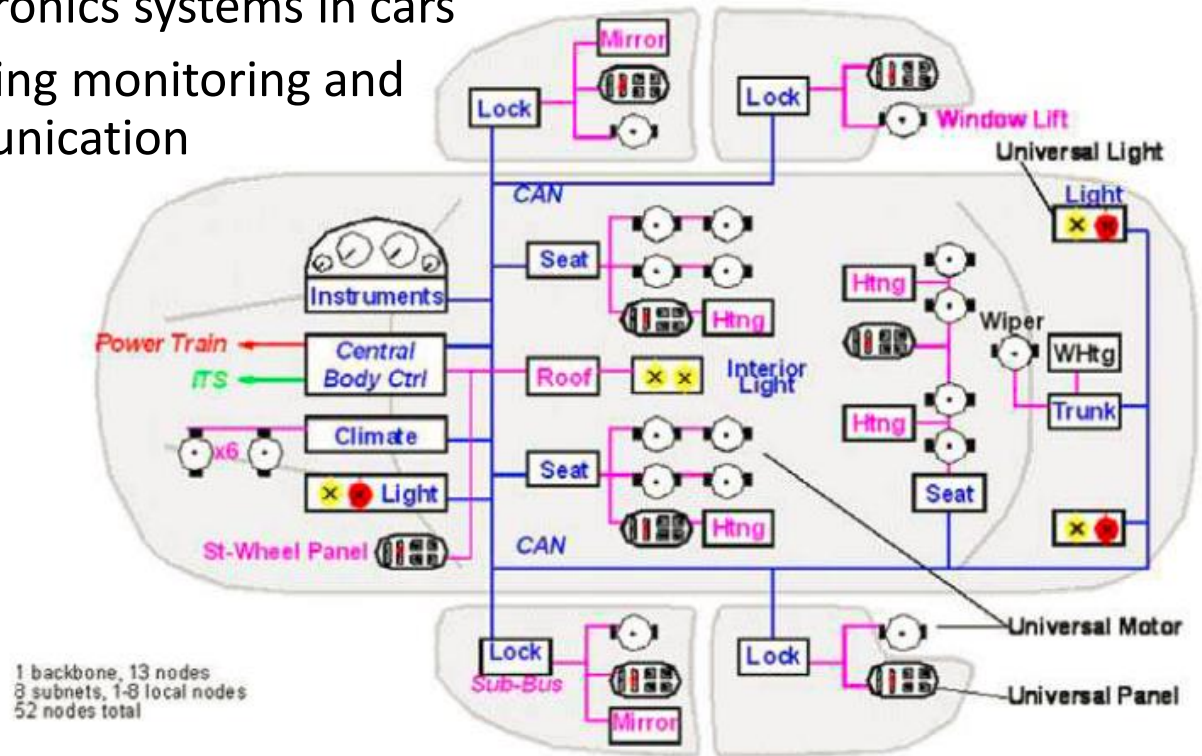 ronics systems in cars
ing monitoring and
unication
Mirror
Lock
Lock
Window Lift
Universal Light
Light
CAN
Seat
Htng
Instruments
Htng
Wiper
WHtg
Power Train
Central
Body Ctrl
ITS
Roof
Interior
Light
Trunk
Climate
x6
Htng
Seat
Seat
Light
Htng
St-Wheel Panel
CAN
Lock
Sub-Bus
Mirror
Lock
Universal Motor
Universal Panel
1 backbone, 13 nodes
8 subnets, 1-8 local nodes
52 nodes total